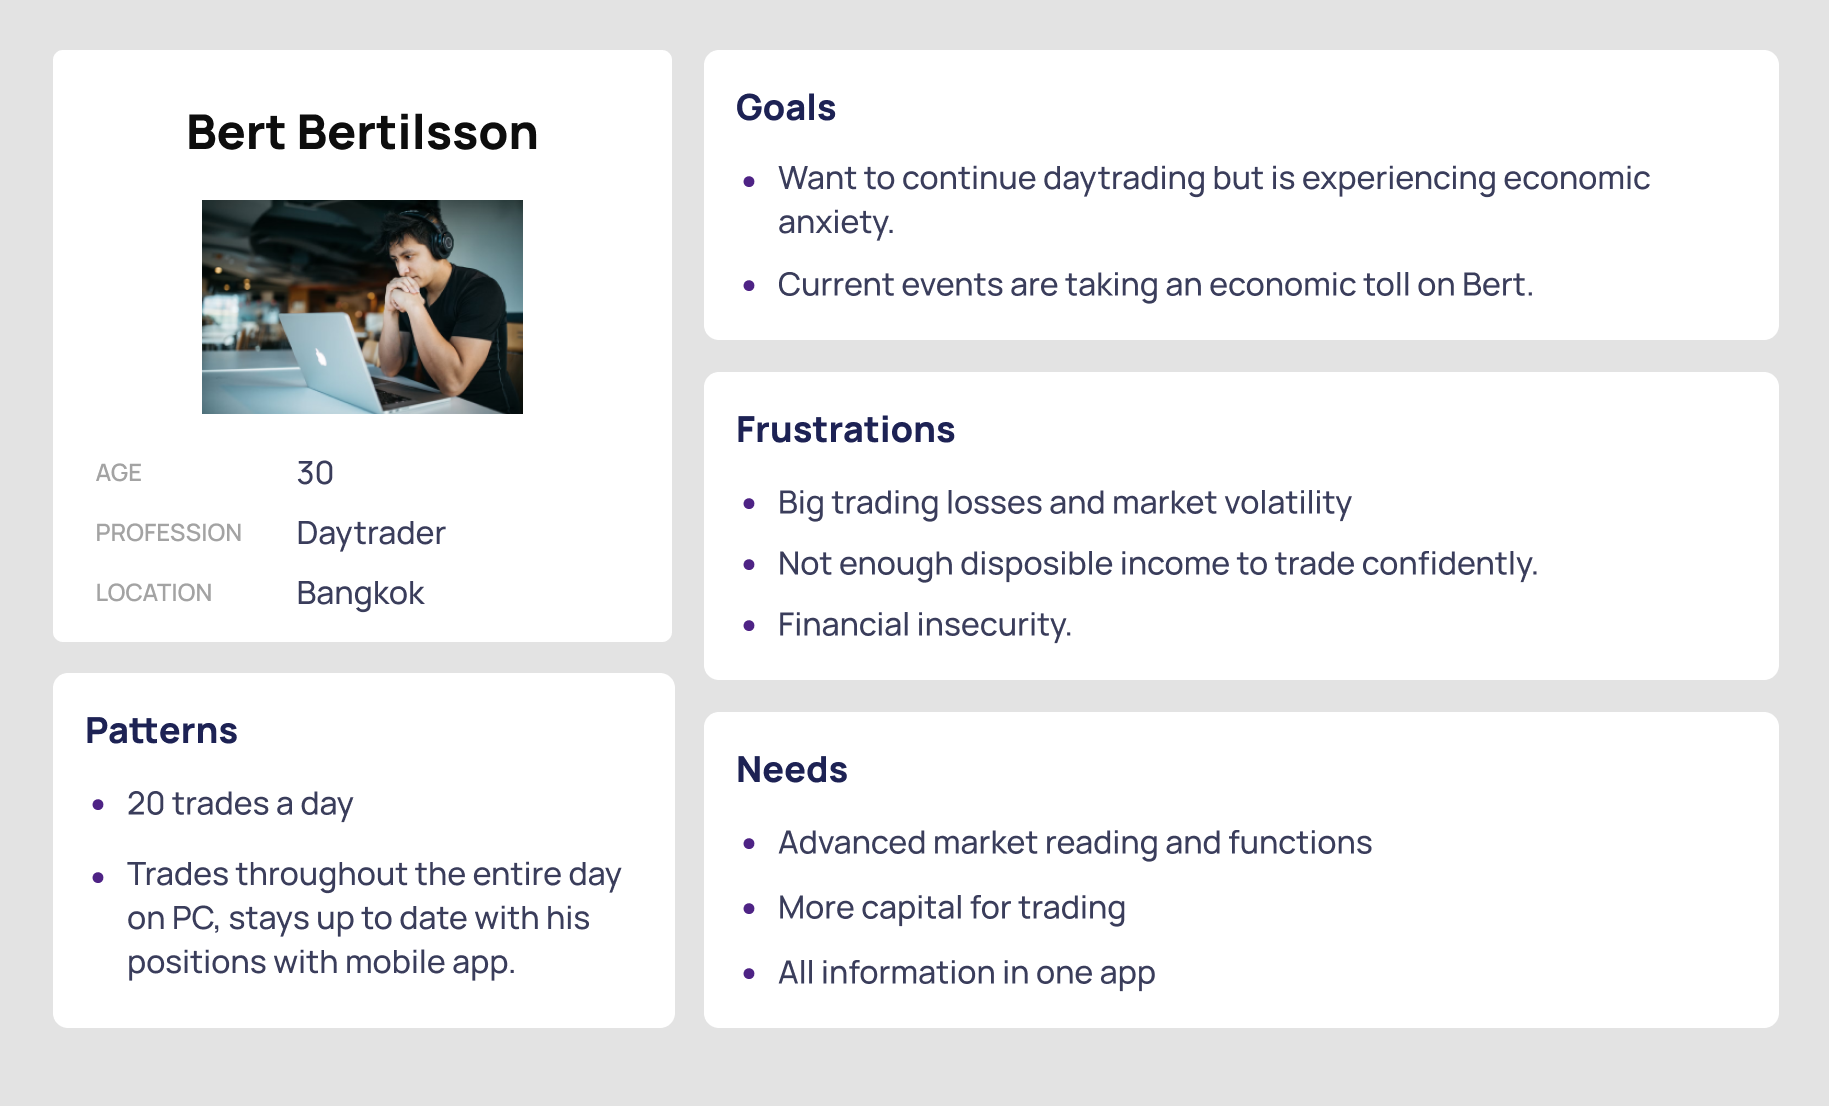 Bert Bertilsson
AGE 30
PROFESSION Daytrader
LOCATION Bangkok
Patterns
20 trades a day
Trades throughout the entire day
on PC, stays up to date with his
positions with mobile app.
Goals
Want to continue daytrading but is experiencing economic
anxiety.
Current events are taking an economic toll on Bert.
Frustrations
Big trading losses and market volatility
Not enough disposible income to trade confidently.
Financial insecurity.
Needs
Advanced market reading and functions
More capital for trading
All information in one app